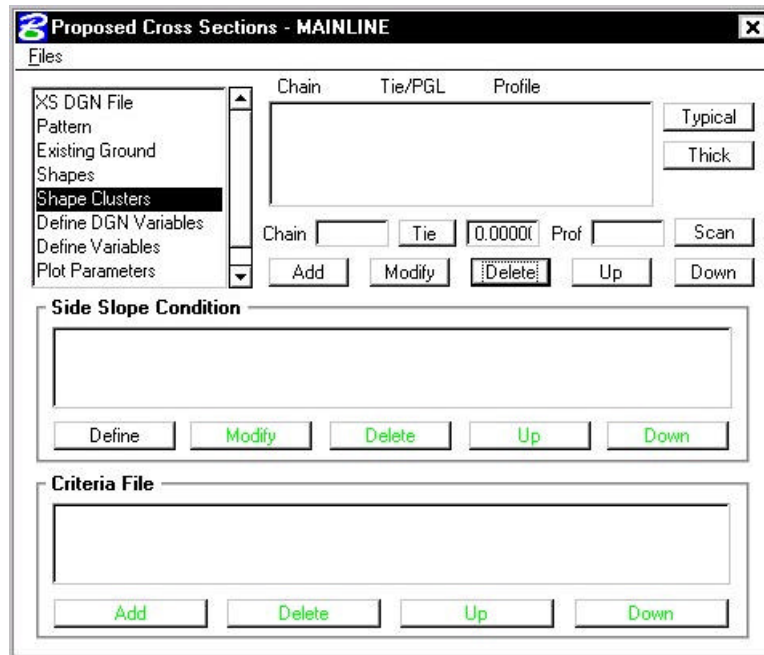 Proposed Cross Sections - MAINLINE
Files
XS DGN File
Pattern
Existing Ground
Shapes
Shape Clusters
Define DGN Variables
Define Variables
Plot Parameters
Chain Tie/PGL Profile
Typical
Thick
Chain Tie 0.0000( Prof Scan
Add Modify Delete Up Down
Side Slope Condition
Define Modify Delete Up Down
Criteria File
Add Delete Up Down